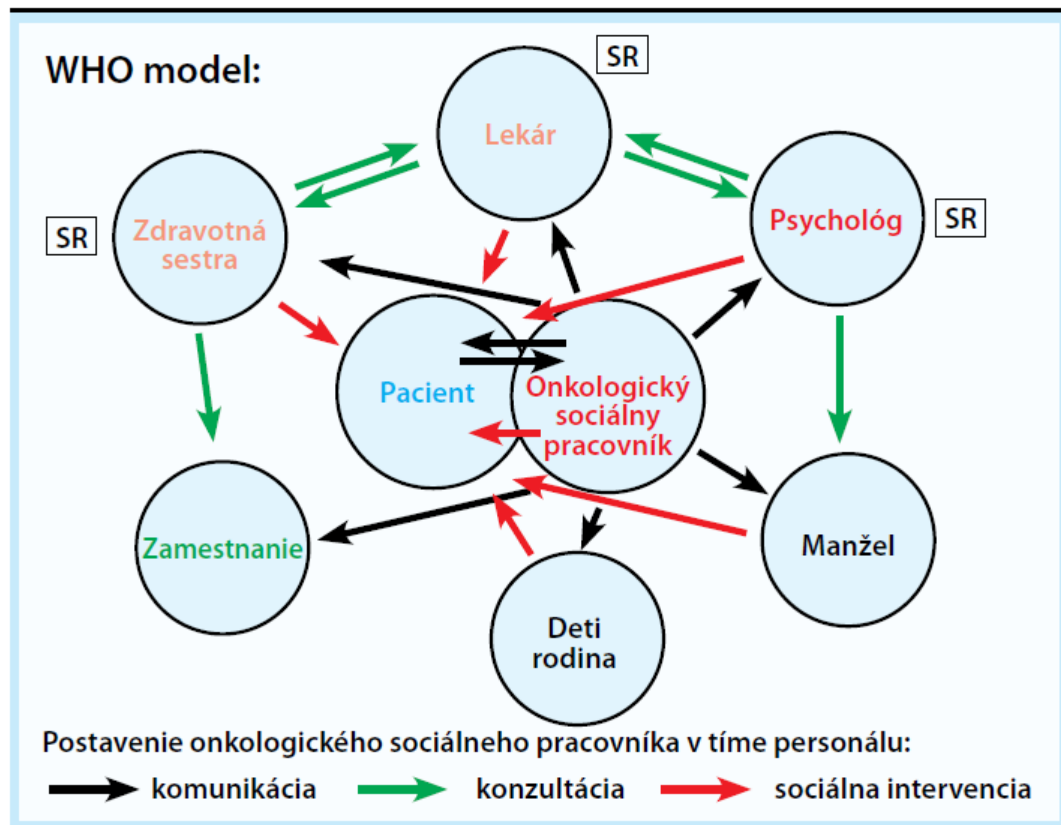 WHO model:
SR
Lekár
SR
Zdravotná
sestra
Psychológ
SR
Pacient
Onkologický
sociálny
pracovník
Zamestnanie
Manžel
Deti
rodina
Postavenie onkologického sociálneho pracovníka v tíme personálu:
komunikácia konzultácia sociálna intervencia